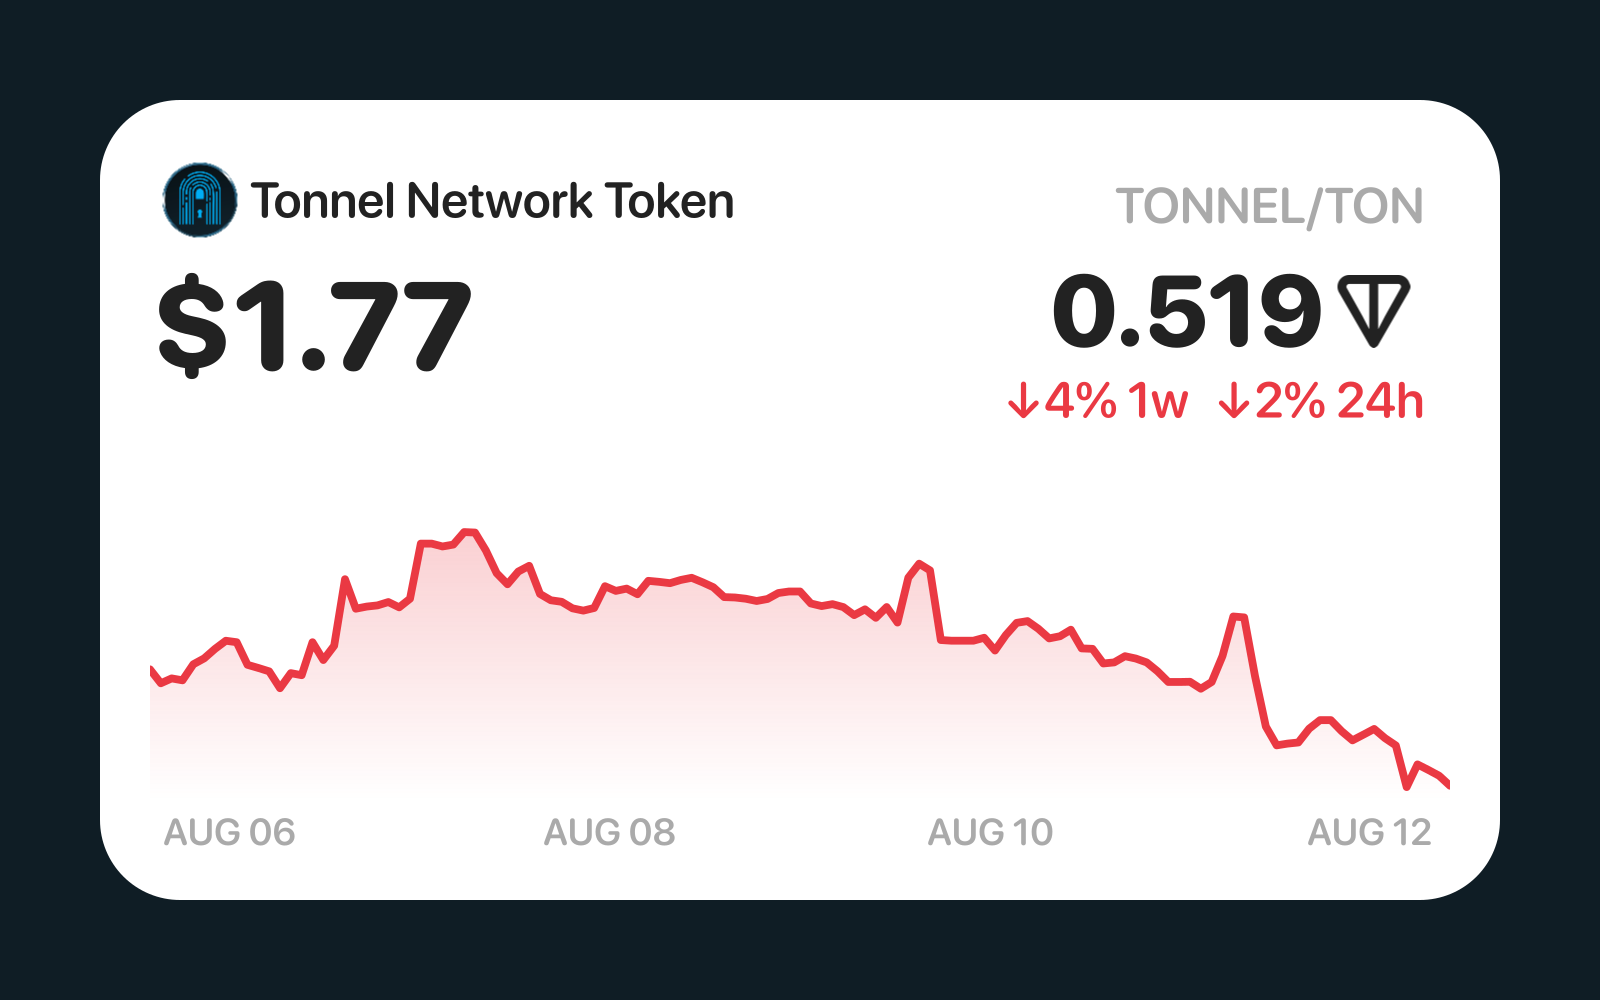 Tonnel Network Token
TONNEL/TON
$1.77
0.519
↓4% 1w ↓2% 24h
AUG 06 AUG 08 AUG 10 AUG 12